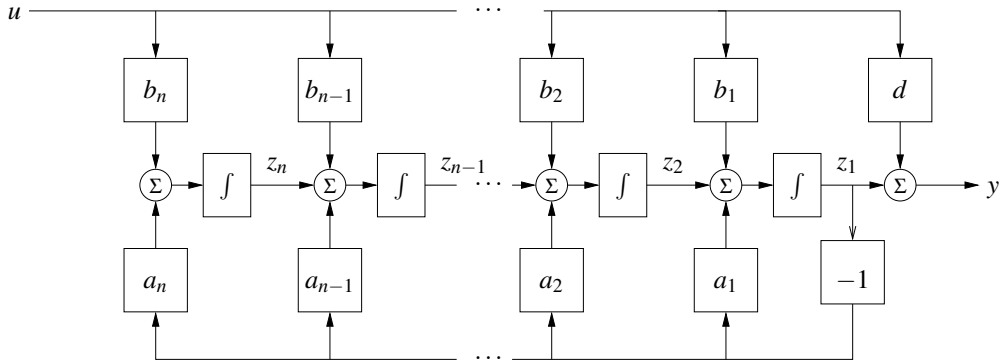 u ⋯
b_n b_{n−1} b_2 b_1 d
z_n z_{n−1} z_2 z_1
Σ ∫ Σ ∫ ⋯ Σ ∫ Σ ∫ Σ y
a_n a_{n−1} a_2 a_1 −1
⋯